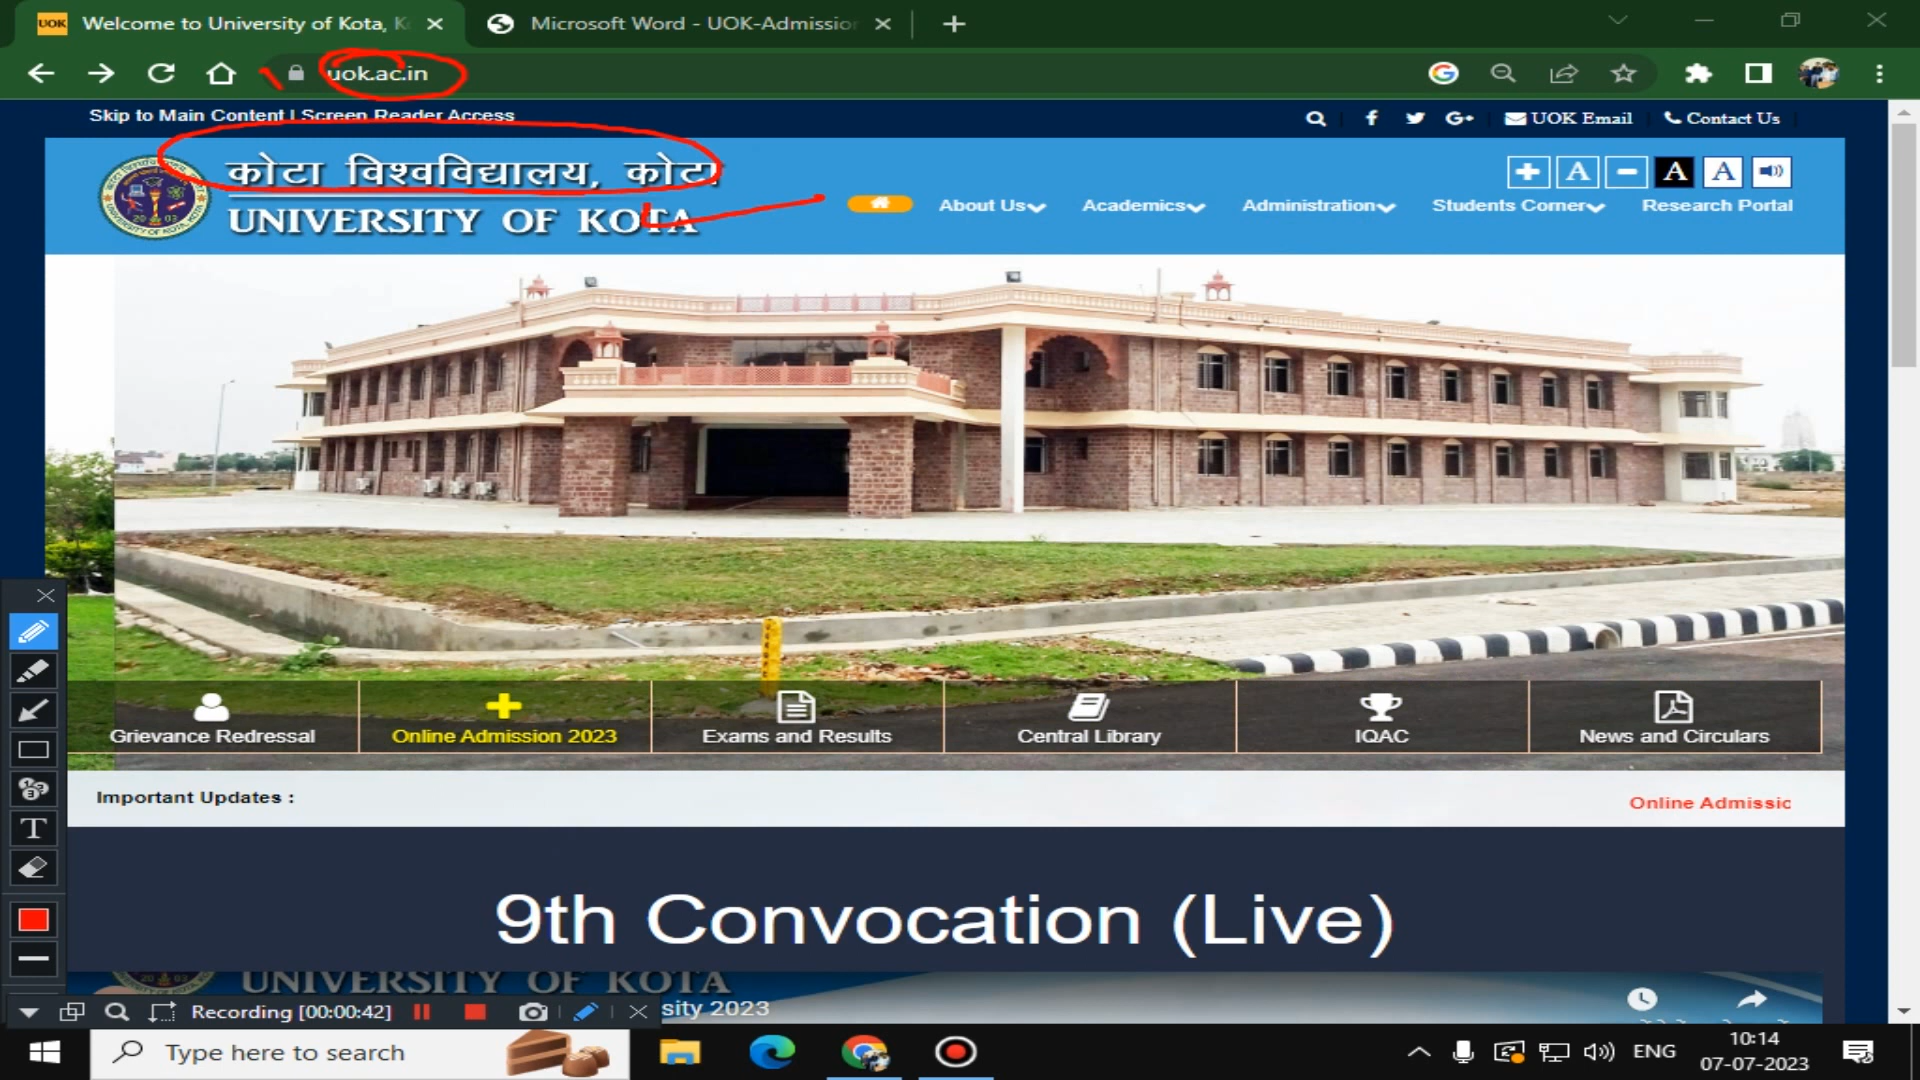 UOK Welcome to University of Kota, K
Microsoft Word - UOK-Admission
uok.ac.in
Skip to Main Content | Screen Reader Access
UOK Email
Contact Us
कोटा विश्वविद्यालय, कोटा
UNIVERSITY OF KOTA
A A A
About Us Academics Administration Students Corner Research Portal
Grievance Redressal Online Admission 2023 Exams and Results Central Library IQAC News and Circulars
Important Updates :
Online Admissic
9th Convocation (Live)
UNIVERSITY OF KOTA
sity 2023
Recording [00:00:42]
Type here to search
ENG
10:14
07-07-2023